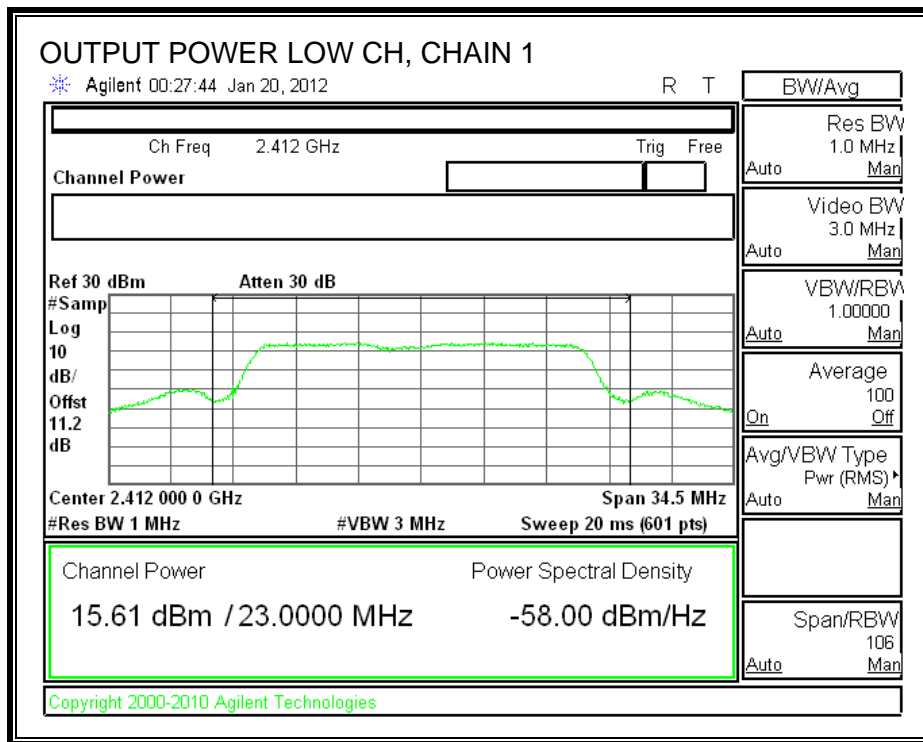 OUTPUT POWER LOW CH, CHAIN 1
Agilent 00:27:44 Jan 20, 2012 R T
Ch Freq 2.412 GHz Trig Free
Channel Power
Ref 30 dBm Atten 30 dB
#Samp
Log
10
dB/
Offst
11.2
dB
Center 2.412 000 0 GHz Span 34.5 MHz
#Res BW 1 MHz #VBW 3 MHz Sweep 20 ms (601 pts)
Channel Power Power Spectral Density
15.61 dBm / 23.0000 MHz -58.00 dBm/Hz
Copyright 2000-2010 Agilent Technologies
BW/Avg
Res BW
1.0 MHz
Auto Man
Video BW
3.0 MHz
Auto Man
VBW/RBW
1.00000
Auto Man
Average
100
On Off
Avg/VBW Type
Pwr (RMS)
Auto Man
Span/RBW
106
Auto Man